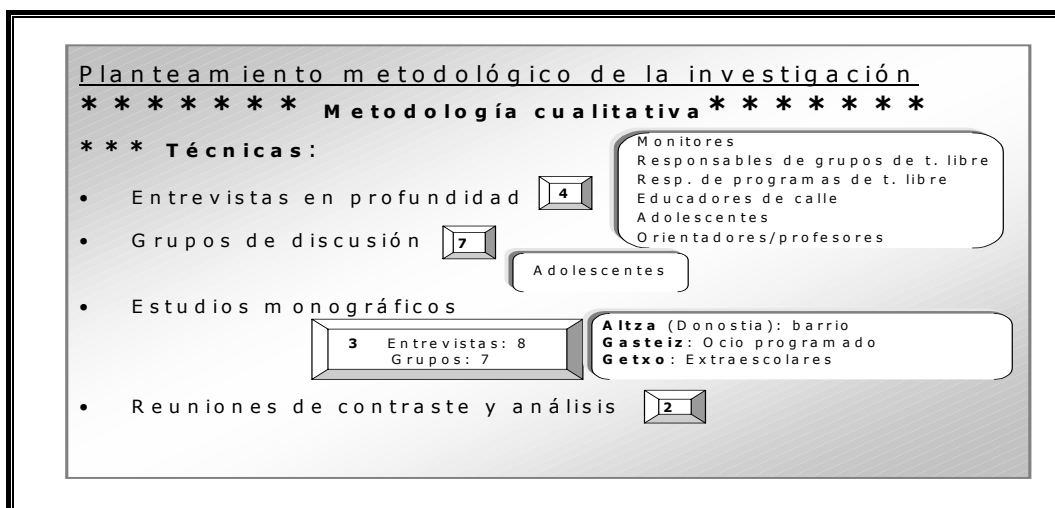 Planteamiento metodológico de la investigación
* * * * * * * Metodología cualitativa * * * * * * *
* * * Técnicas:
• Entrevistas en profundidad 4
Monitores
Responsables de grupos de t. libre
Resp. de programas de t. libre
Educadores de calle
Adolescentes
Orientadores/profesores
• Grupos de discusión 7
Adolescentes
• Estudios monográficos
3 Entrevistas: 8
Grupos: 7
Altza (Donostia): barrio
Gasteiz: Ocio programado
Getxo: Extraescolares
• Reuniones de contraste y análisis 2